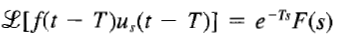 ℒ[f(t − T)u_s(t − T)] = e^{−Ts}F(s)